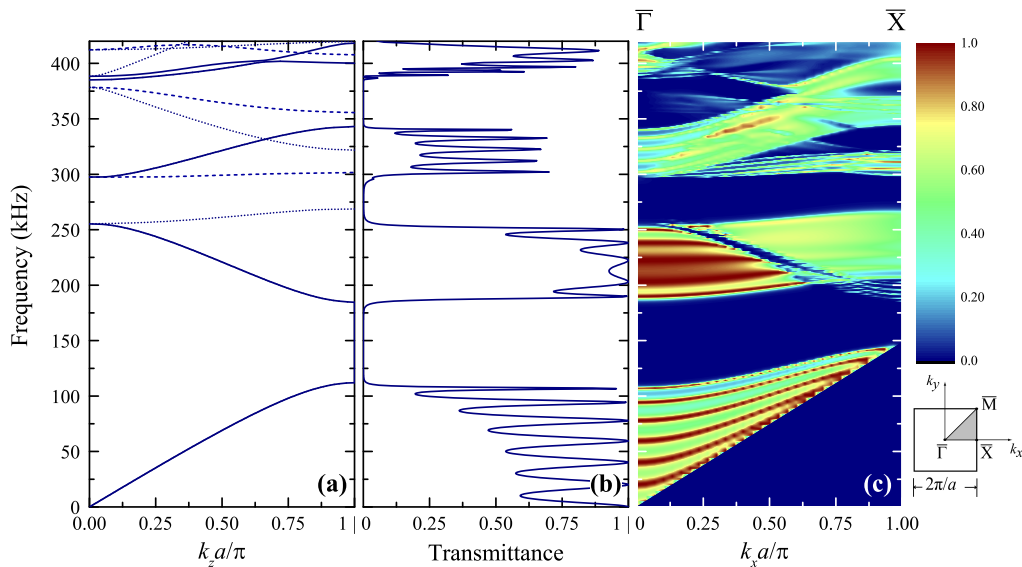 Γ̅
X̅
400
350
300
250
200
150
100
50
0
Frequency (kHz)
(a)
(b)
(c)
1.0
0.80
0.60
0.40
0.20
0.0
0.00 0.25 0.50 0.75 1
0.25 0.50 0.75 1
0 0.25 0.50 0.75 1.00
k_z a/π
Transmittance
k_x a/π
k_y
M̅
Γ̅
X̅
k_x
2π/a